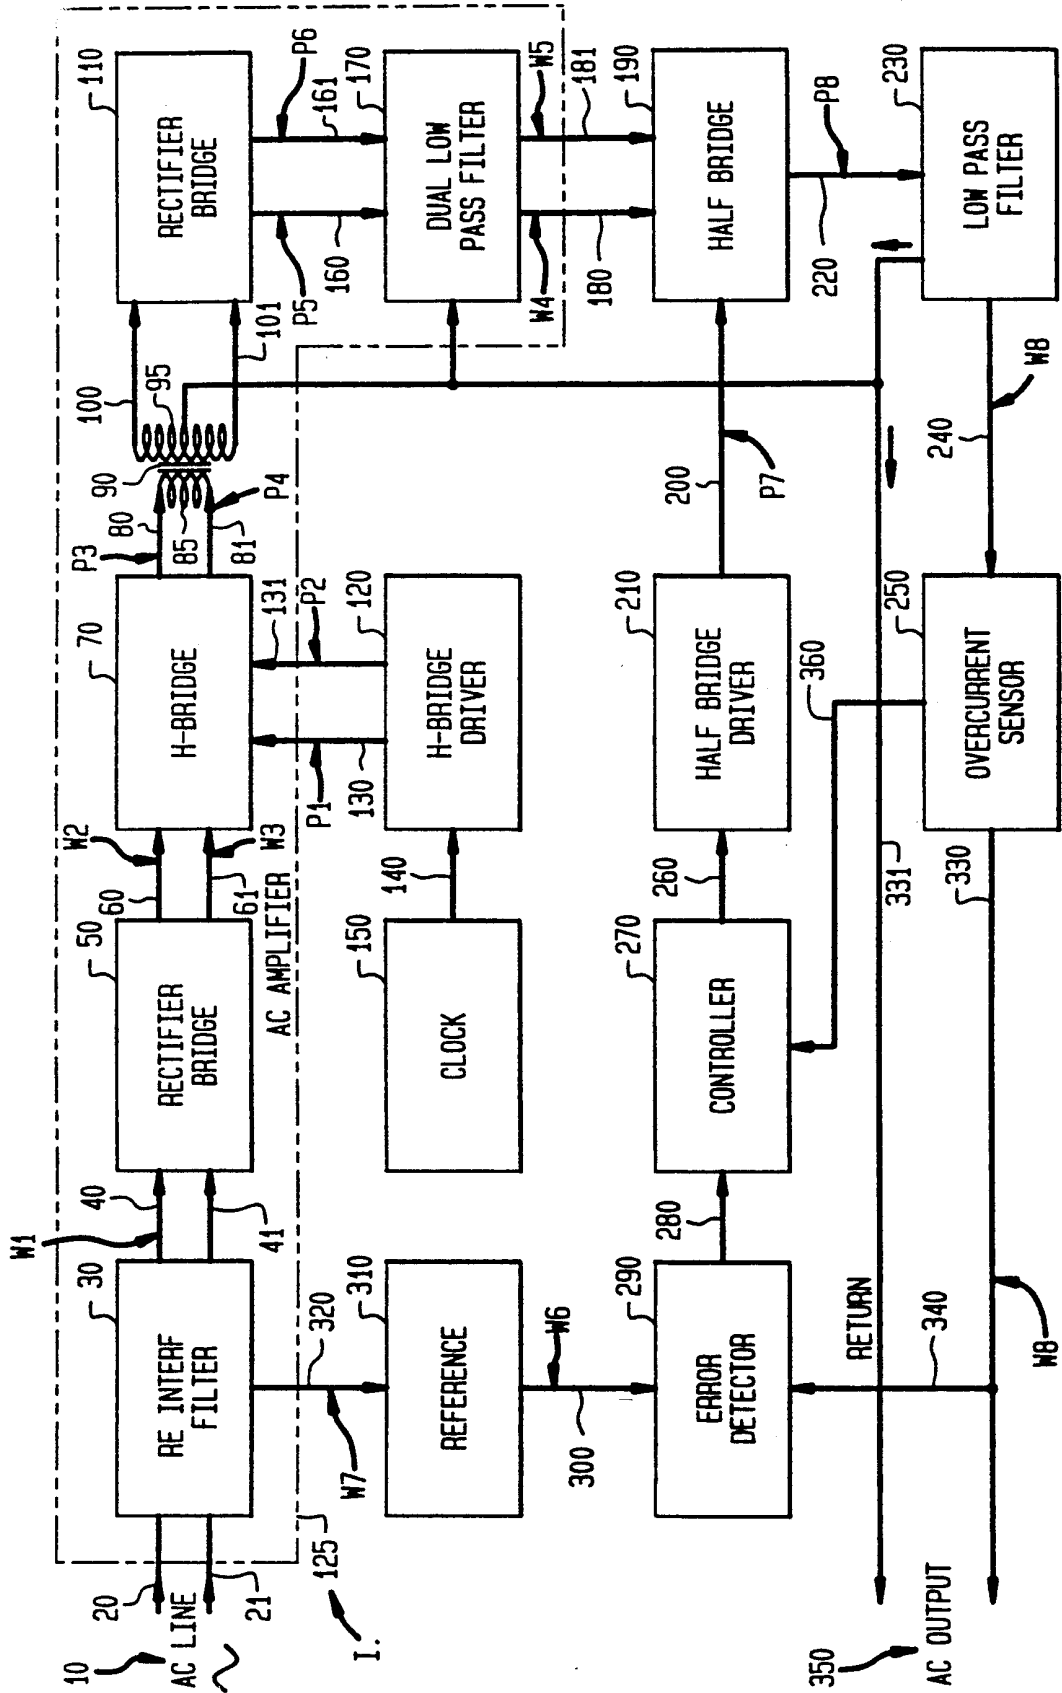 10
AC LINE
20
21
125
I.
30
RE INTERF
FILTER
W1
40
41
50
RECTIFIER
BRIDGE
AC AMPLIFIER
60
61
W2
W3
70
H-BRIDGE
P3
80
81
85
P4
90
95
100
101
110
RECTIFIER
BRIDGE
W7
320
P1
130
P2
131
P5
160
P6
161
310
REFERENCE
150
CLOCK
140
120
H-BRIDGE
DRIVER
170
DUAL LOW
PASS FILTER
W6
300
W4
180
W5
181
290
ERROR
DETECTOR
280
270
CONTROLLER
260
210
HALF BRIDGE
DRIVER
200
P7
190
HALF BRIDGE
360
220
P8
RETURN
331
340
350
AC OUTPUT
W8
330
250
OVERCURRENT
SENSOR
240
W8
230
LOW PASS
FILTER